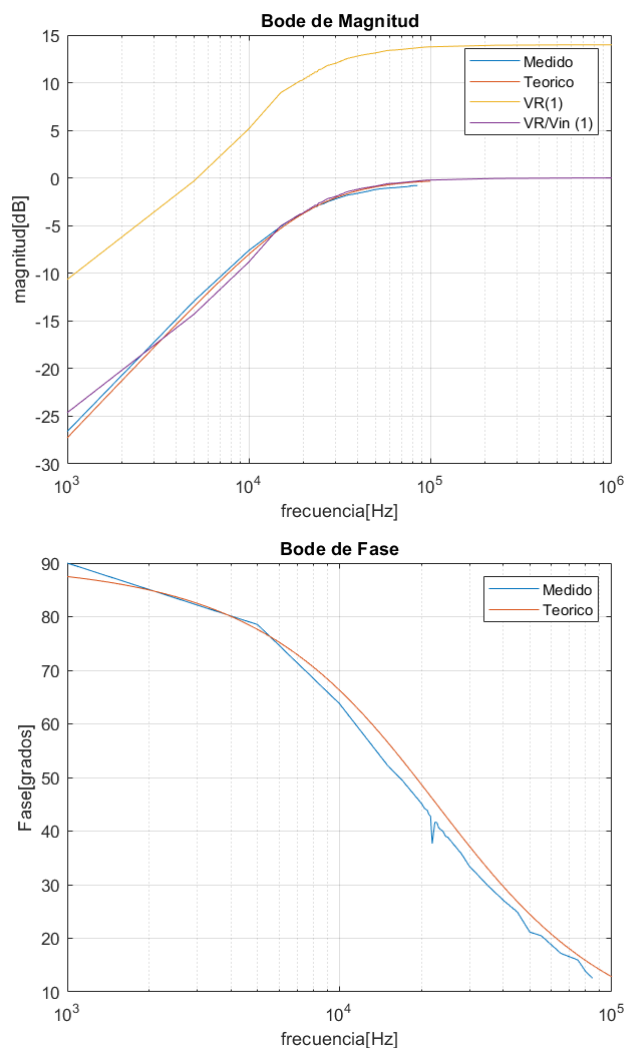 Bode de Magnitud
15
10
5
0
-5
-10
-15
-20
-25
-30
magnitud[dB]
Medido
Teorico
VR(1)
VR/Vin (1)
10^3
10^4
10^5
10^6
frecuencia[Hz]
Bode de Fase
90
80
70
60
50
40
30
20
10
Fase[grados]
Medido
Teorico
10^3
10^4
10^5
frecuencia[Hz]